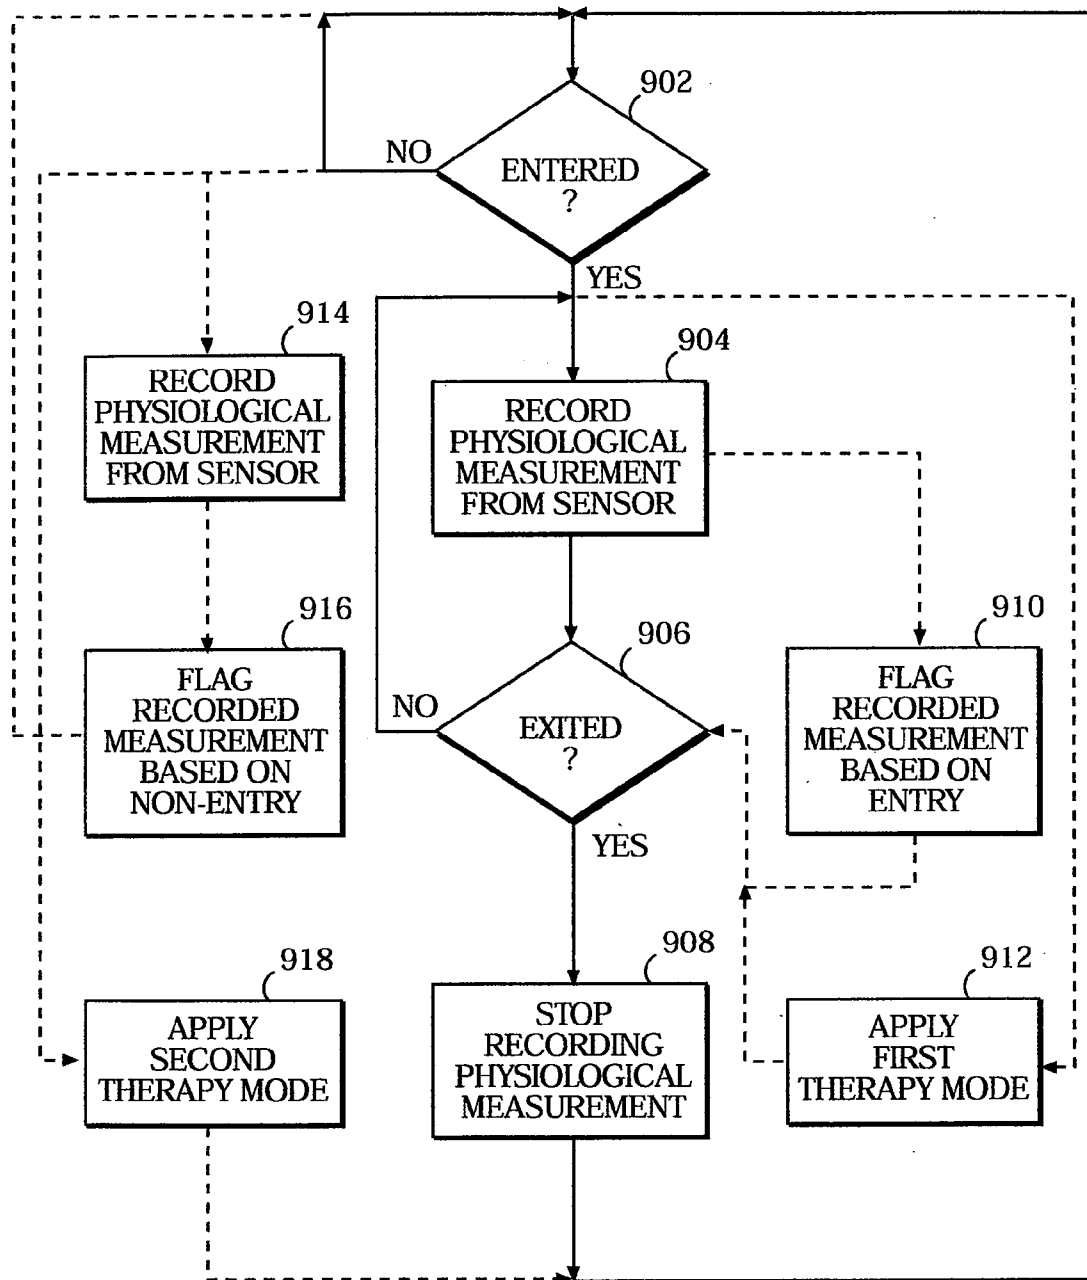 902
NO
ENTERED
?
YES
914
RECORD
PHYSIOLOGICAL
MEASUREMENT
FROM SENSOR
904
RECORD
PHYSIOLOGICAL
MEASUREMENT
FROM SENSOR
916
FLAG
RECORDED
MEASUREMENT
BASED ON
NON-ENTRY
906
NO
EXITED
?
YES
910
FLAG
RECORDED
MEASUREMENT
BASED ON
ENTRY
918
APPLY
SECOND
THERAPY MODE
908
STOP
RECORDING
PHYSIOLOGICAL
MEASUREMENT
912
APPLY
FIRST
THERAPY MODE